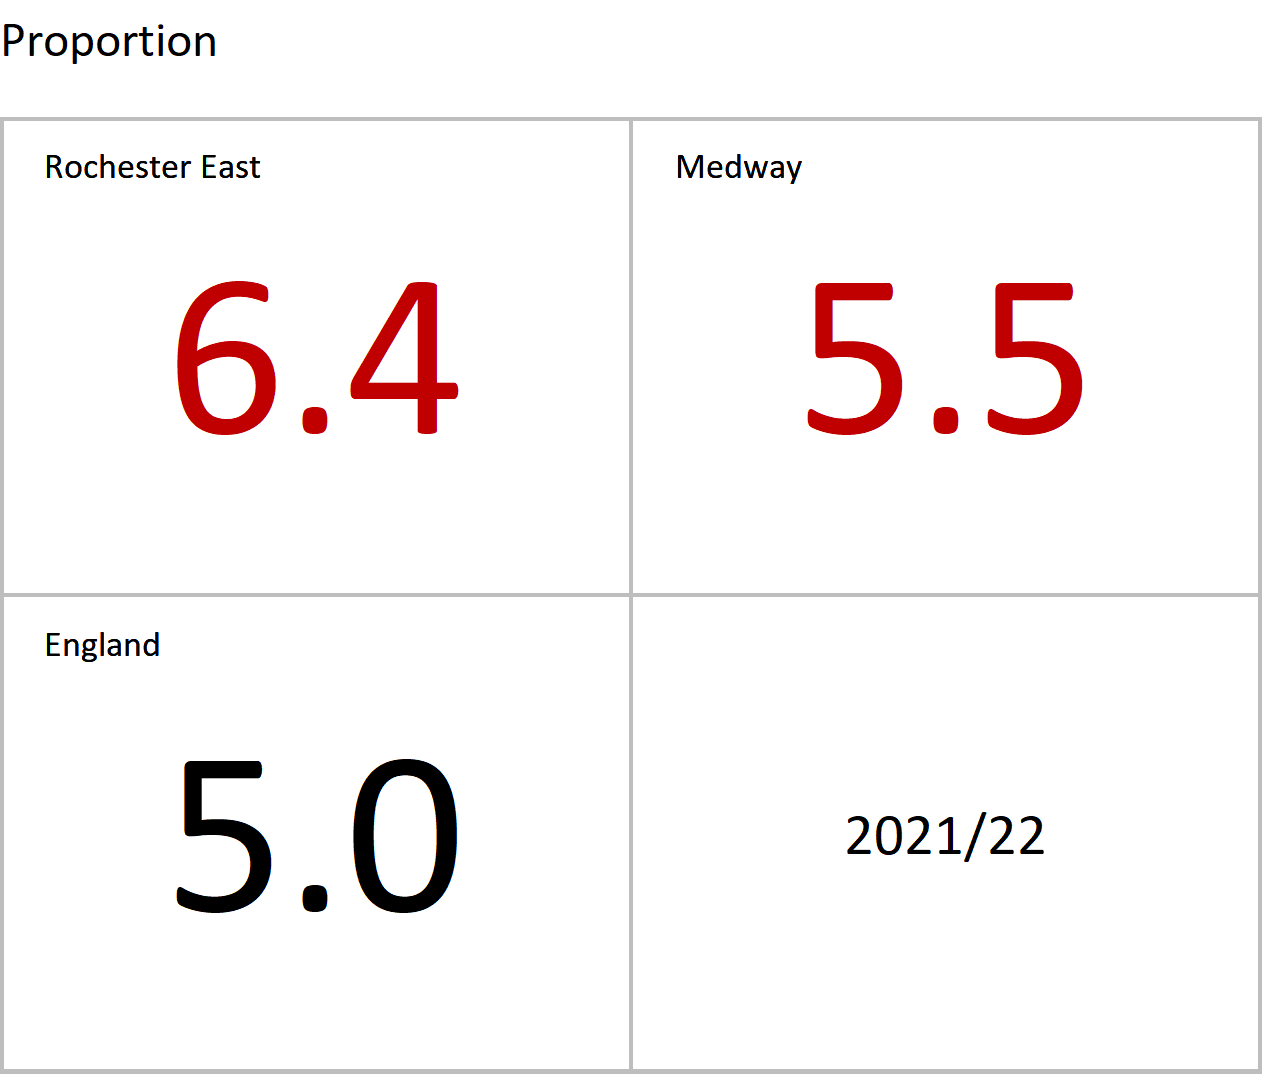 Proportion
Rochester East
6.4
Medway
5.5
England
5.0
2021/22